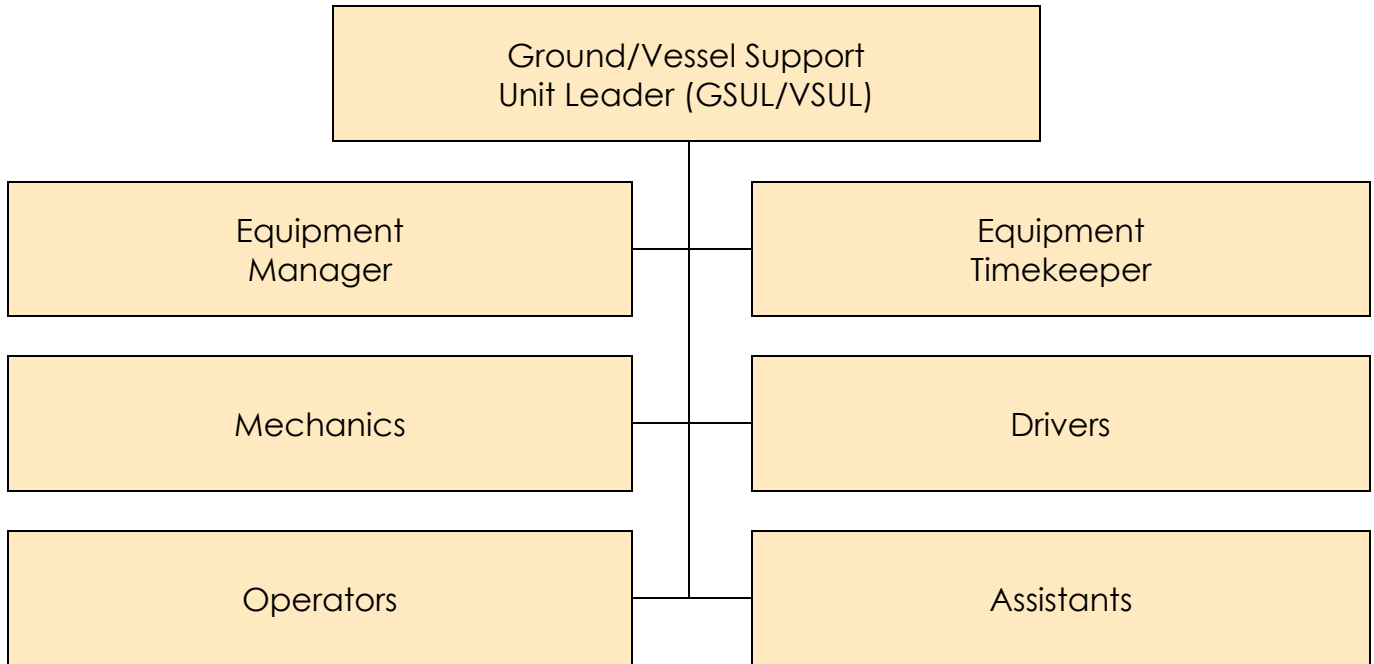 Ground/Vessel Support
Unit Leader (GSUL/VSUL)
Equipment
Manager
Equipment
Timekeeper
Mechanics
Drivers
Operators
Assistants